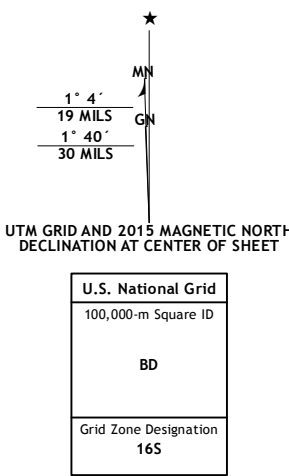 MN
1° 4´
19 MILS
GN
1° 40´
30 MILS
UTM GRID AND 2015 MAGNETIC NORTH
DECLINATION AT CENTER OF SHEET
U.S. National Grid
100,000-m Square ID
BD
Grid Zone Designation
16S